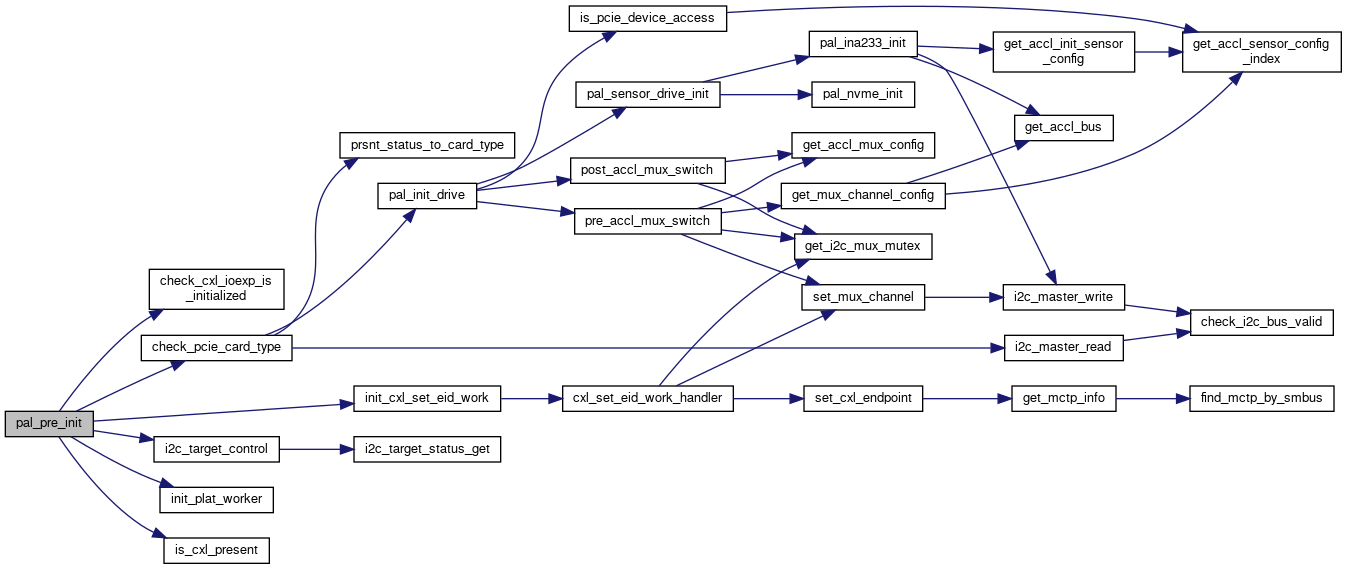 is_pcie_device_access
pal_ina233_init
get_accl_init_sensor
_config
get_accl_sensor_config
_index
pal_sensor_drive_init
pal_nvme_init
get_accl_bus
prsnt_status_to_card_type
get_accl_mux_config
post_accl_mux_switch
pal_init_drive
get_mux_channel_config
pre_accl_mux_switch
get_i2c_mux_mutex
check_cxl_ioexp_is
_initialized
set_mux_channel
i2c_master_write
check_i2c_bus_valid
check_pcie_card_type
i2c_master_read
init_cxl_set_eid_work
cxl_set_eid_work_handler
set_cxl_endpoint
get_mctp_info
find_mctp_by_smbus
pal_pre_init
i2c_target_control
i2c_target_status_get
init_plat_worker
is_cxl_present